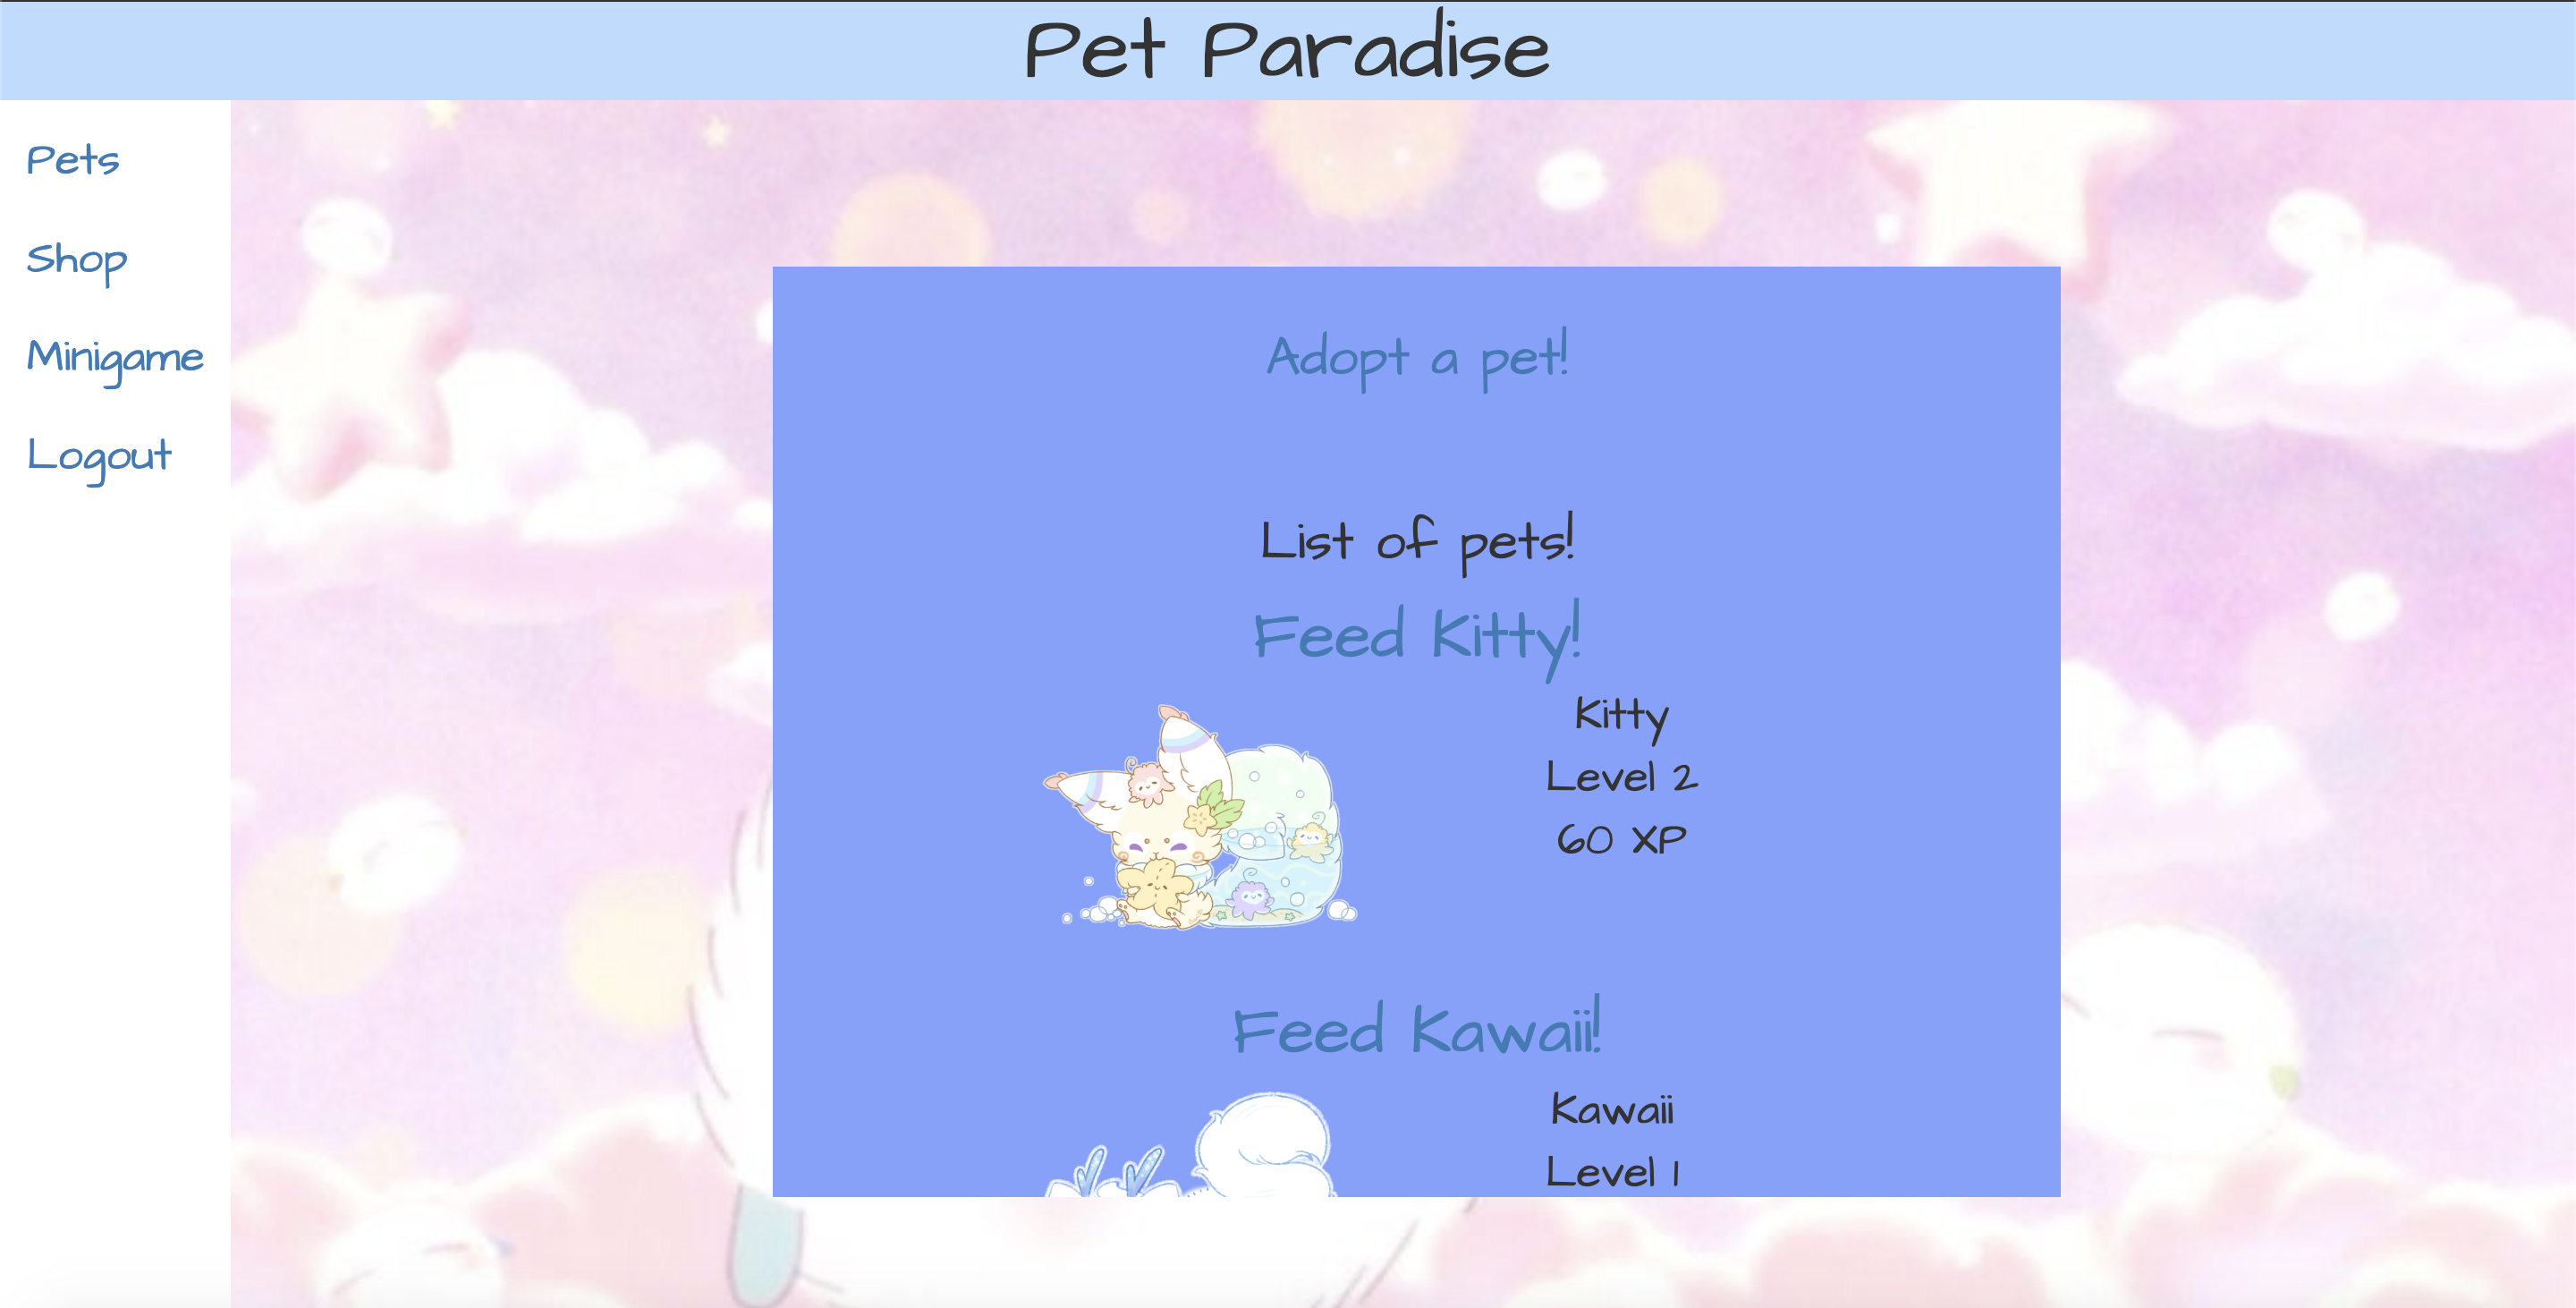 Pet Paradise
Pets
Shop
Minigame
Logout
Adopt a pet!
List of pets!
Feed Kitty!
Kitty
Level 2
60 XP
Feed Kawaii!
Kawaii
Level 1